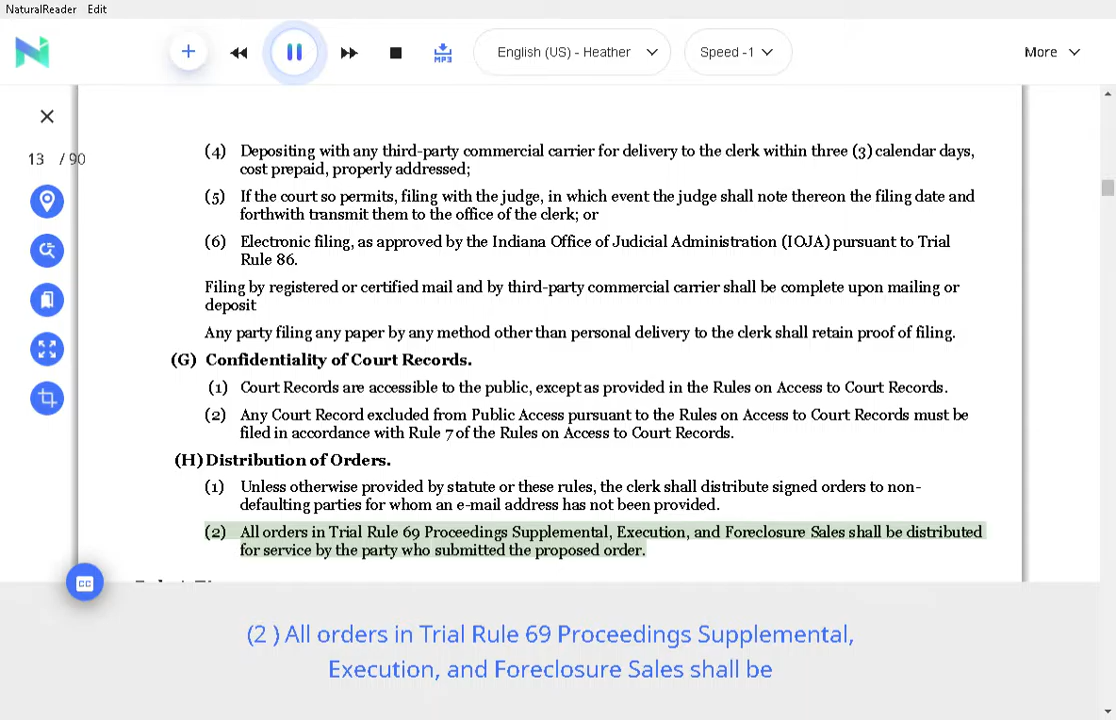 NaturalReader Edit
MP3
English (US) - Heather
Speed -1
More
13 / 90
(4) Depositing with any third-party commercial carrier for delivery to the clerk within three (3) calendar days,
cost prepaid, properly addressed;
(5) If the court so permits, filing with the judge, in which event the judge shall note thereon the filing date and
forthwith transmit them to the office of the clerk; or
(6) Electronic filing, as approved by the Indiana Office of Judicial Administration (IOJA) pursuant to Trial
Rule 86.
Filing by registered or certified mail and by third-party commercial carrier shall be complete upon mailing or
deposit
Any party filing any paper by any method other than personal delivery to the clerk shall retain proof of filing.
(G) Confidentiality of Court Records.
(1) Court Records are accessible to the public, except as provided in the Rules on Access to Court Records.
(2) Any Court Record excluded from Public Access pursuant to the Rules on Access to Court Records must be
filed in accordance with Rule 7 of the Rules on Access to Court Records.
(H) Distribution of Orders.
(1) Unless otherwise provided by statute or these rules, the clerk shall distribute signed orders to non-
defaulting parties for whom an e-mail address has not been provided.
(2) All orders in Trial Rule 69 Proceedings Supplemental, Execution, and Foreclosure Sales shall be distributed
for service by the party who submitted the proposed order.
CC
(2 ) All orders in Trial Rule 69 Proceedings Supplemental,
Execution, and Foreclosure Sales shall be